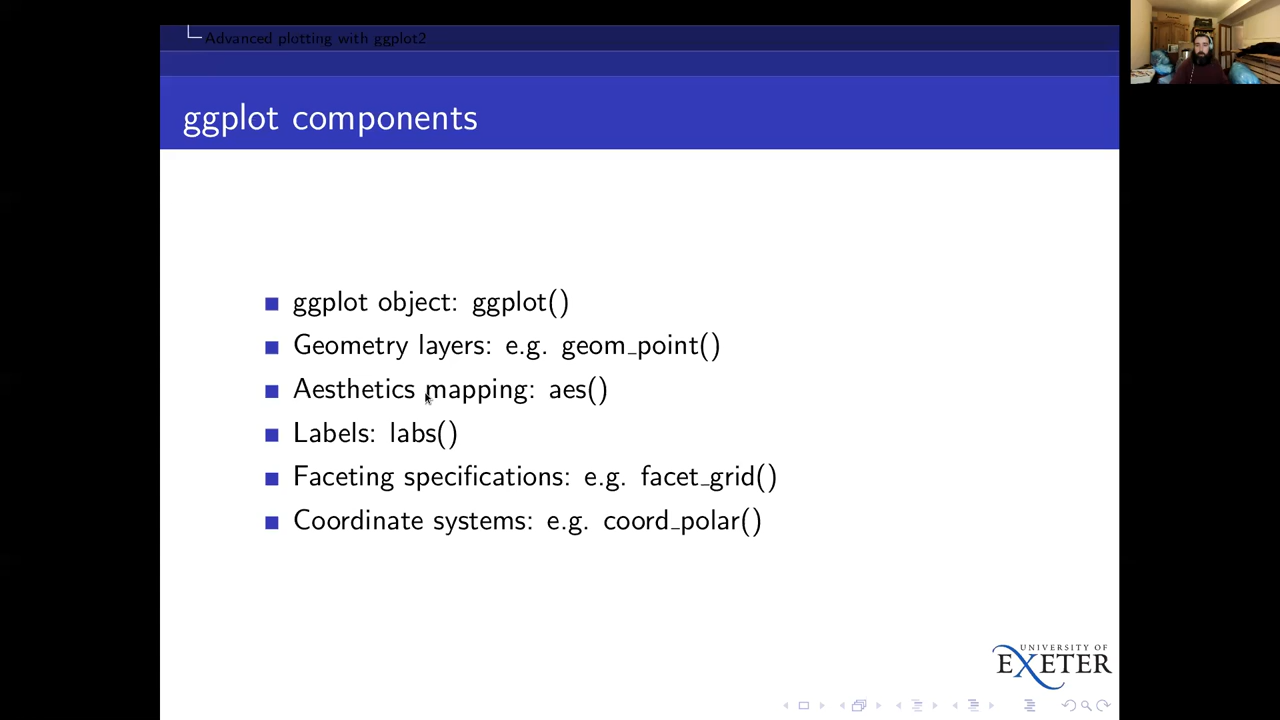 Advanced plotting with ggplot2
ggplot components
ggplot object: ggplot()
Geometry layers: e.g. geom_point()
Aesthetics mapping: aes()
Labels: labs()
Faceting specifications: e.g. facet_grid()
Coordinate systems: e.g. coord_polar()
UNIVERSITY OF
EXETER